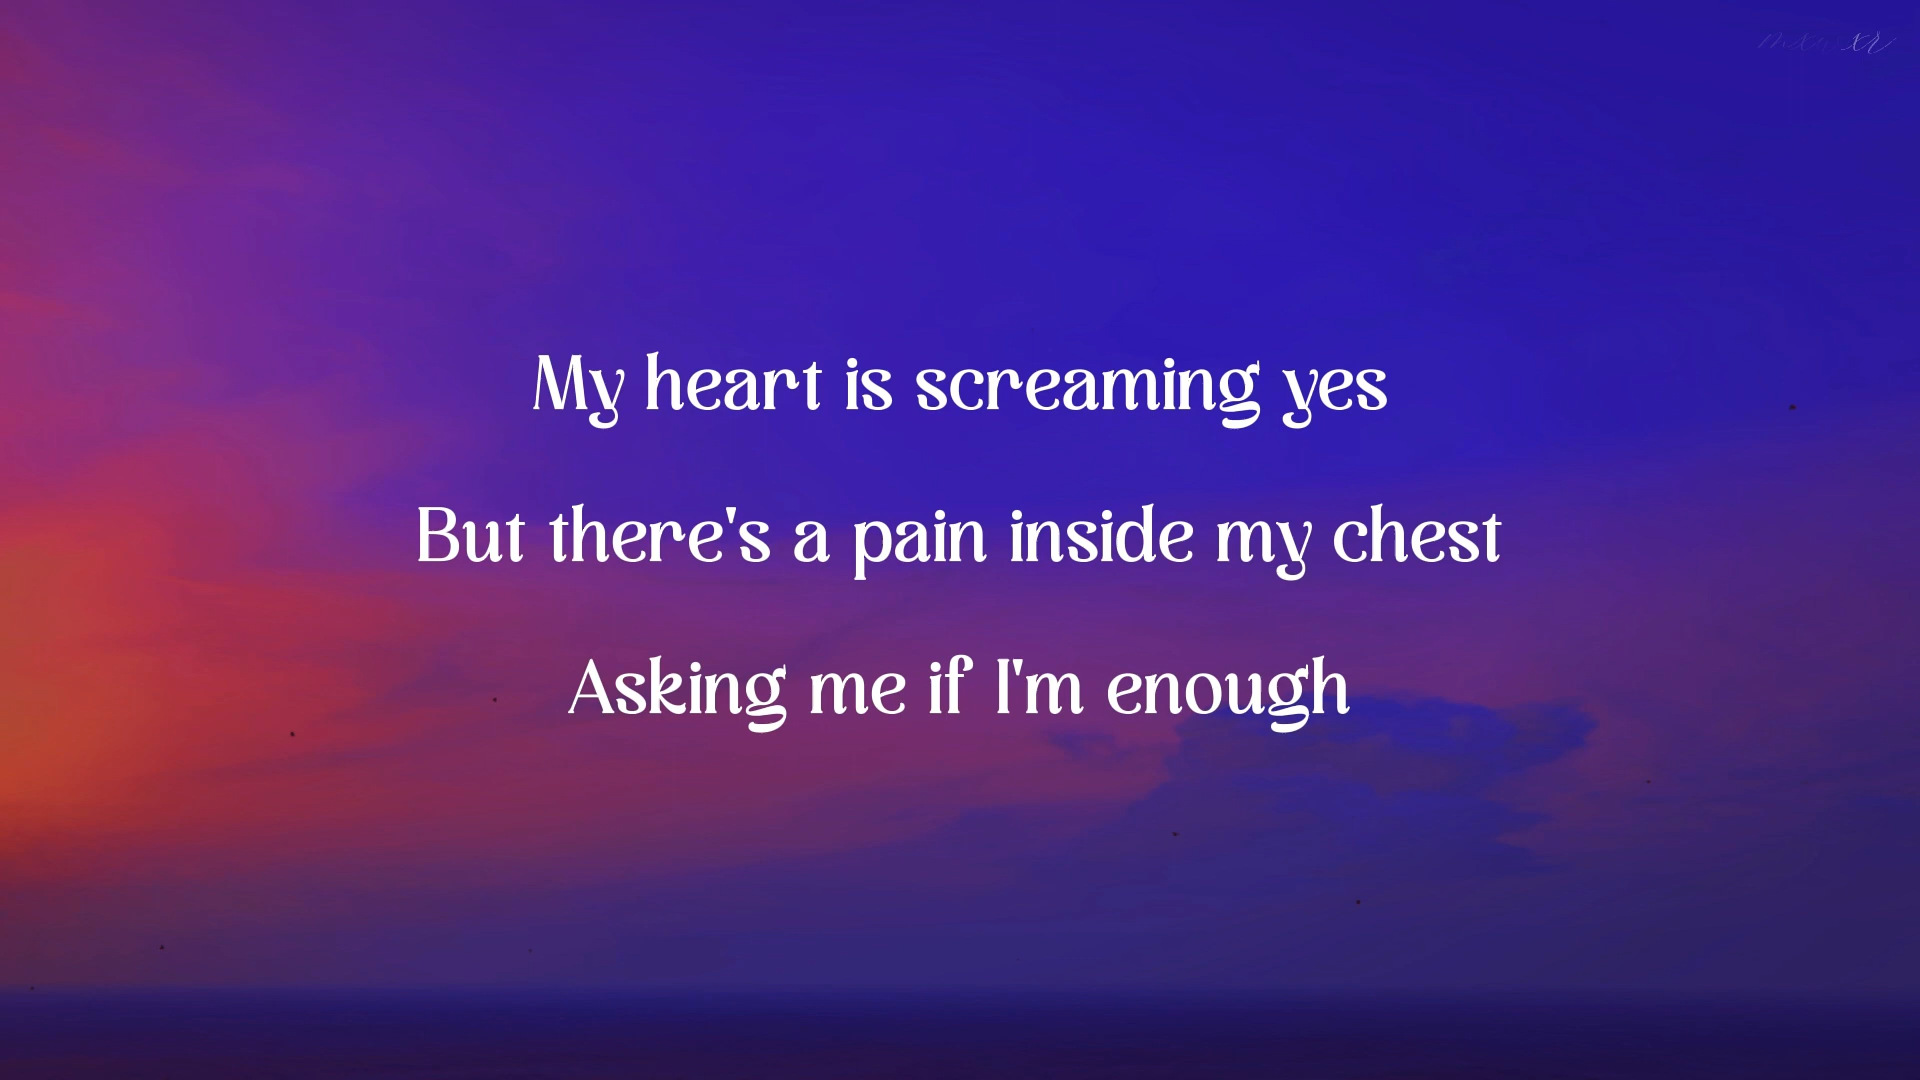 My heart is screaming yes
But there's a pain inside my chest
Asking me if I'm enough